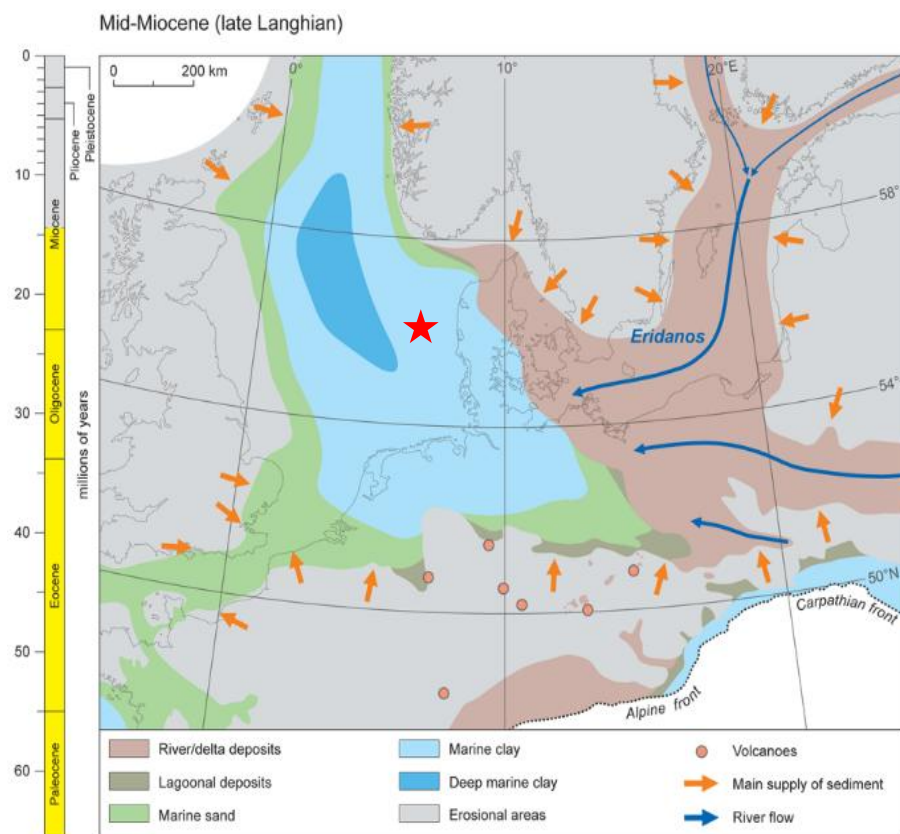 Mid-Miocene (late Langhian)
0
10
20
30
40
50
60
millions of years
Pliocene
Pleistocene
Miocene
Oligocene
Eocene
Paleocene
0 200 km
0°
10°
20°E
58°
54°
50°N
Eridanos
Carpathian front
Alpine front
River/delta deposits
Lagoonal deposits
Marine sand
Marine clay
Deep marine clay
Erosional areas
Volcanoes
Main supply of sediment
River flow